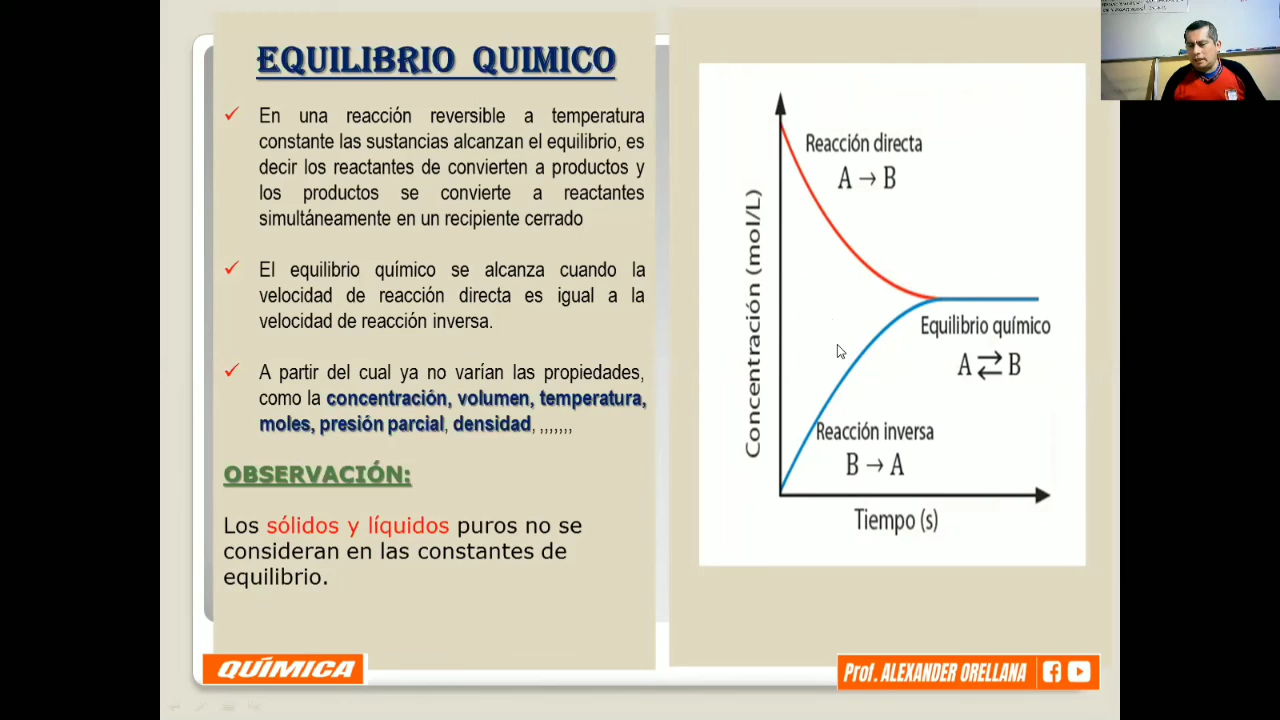 EQUILIBRIO QUIMICO
✓ En una reacción reversible a temperatura
constante las sustancias alcanzan el equilibrio, es
decir los reactantes de convierten a productos y
los productos se convierte a reactantes
simultáneamente en un recipiente cerrado
✓ El equilibrio químico se alcanza cuando la
velocidad de reacción directa es igual a la
velocidad de reacción inversa.
✓ A partir del cual ya no varían las propiedades,
como la concentración, volumen, temperatura,
moles, presión parcial, densidad, ,,,,,,,
OBSERVACIÓN:
Los sólidos y líquidos puros no se
consideran en las constantes de
equilibrio.
Concentración (mol/L)
Reacción directa
A → B
Equilibrio químico
A ⇄ B
Reacción inversa
B → A
Tiempo (s)
QUÍMICA
Prof. ALEXANDER ORELLANA